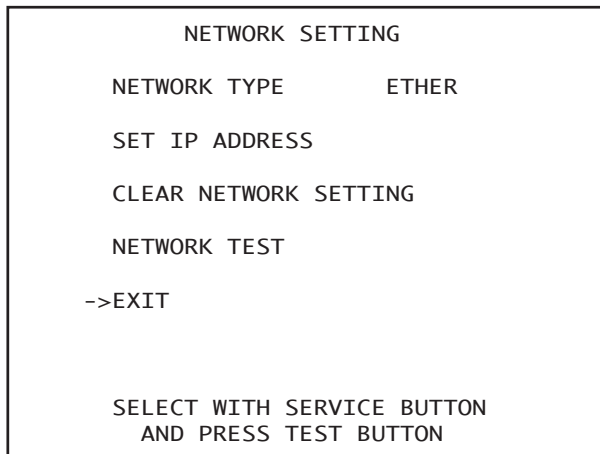 NETWORK SETTING
NETWORK TYPE ETHER
SET IP ADDRESS
CLEAR NETWORK SETTING
NETWORK TEST
->EXIT
SELECT WITH SERVICE BUTTON
AND PRESS TEST BUTTON